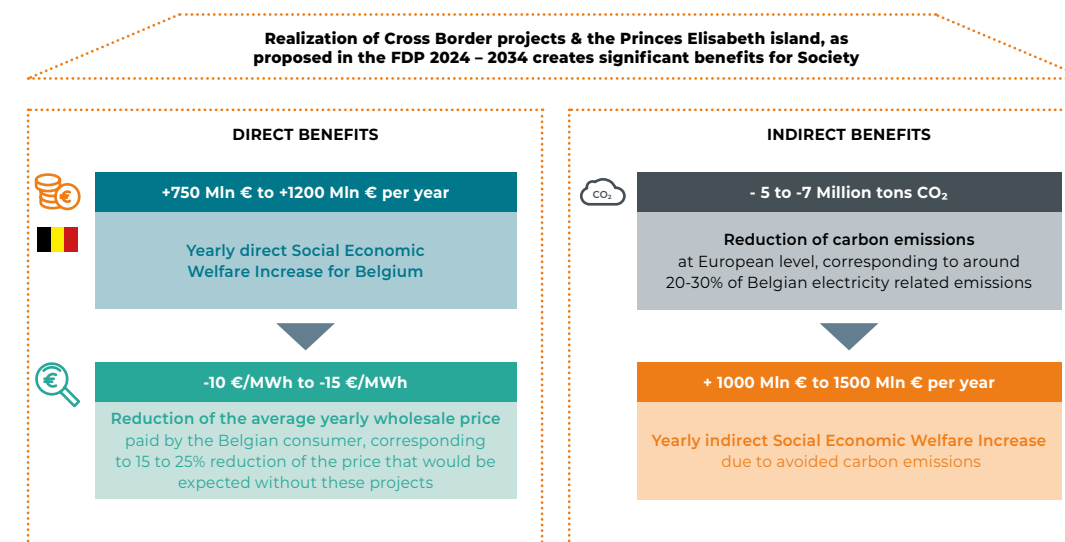 Realization of Cross Border projects & the Princes Elisabeth island, as
proposed in the FDP 2024 – 2034 creates significant benefits for Society
DIRECT BENEFITS
+750 Mln € to +1200 Mln € per year
Yearly direct Social Economic
Welfare Increase for Belgium
€
-10 €/MWh to -15 €/MWh
€
Reduction of the average yearly wholesale price
paid by the Belgian consumer, corresponding
to 15 to 25% reduction of the price that would be
expected without these projects
INDIRECT BENEFITS
CO₂
- 5 to -7 Million tons CO₂
Reduction of carbon emissions
at European level, corresponding to around
20-30% of Belgian electricity related emissions
+ 1000 Mln € to 1500 Mln € per year
Yearly indirect Social Economic Welfare Increase
due to avoided carbon emissions